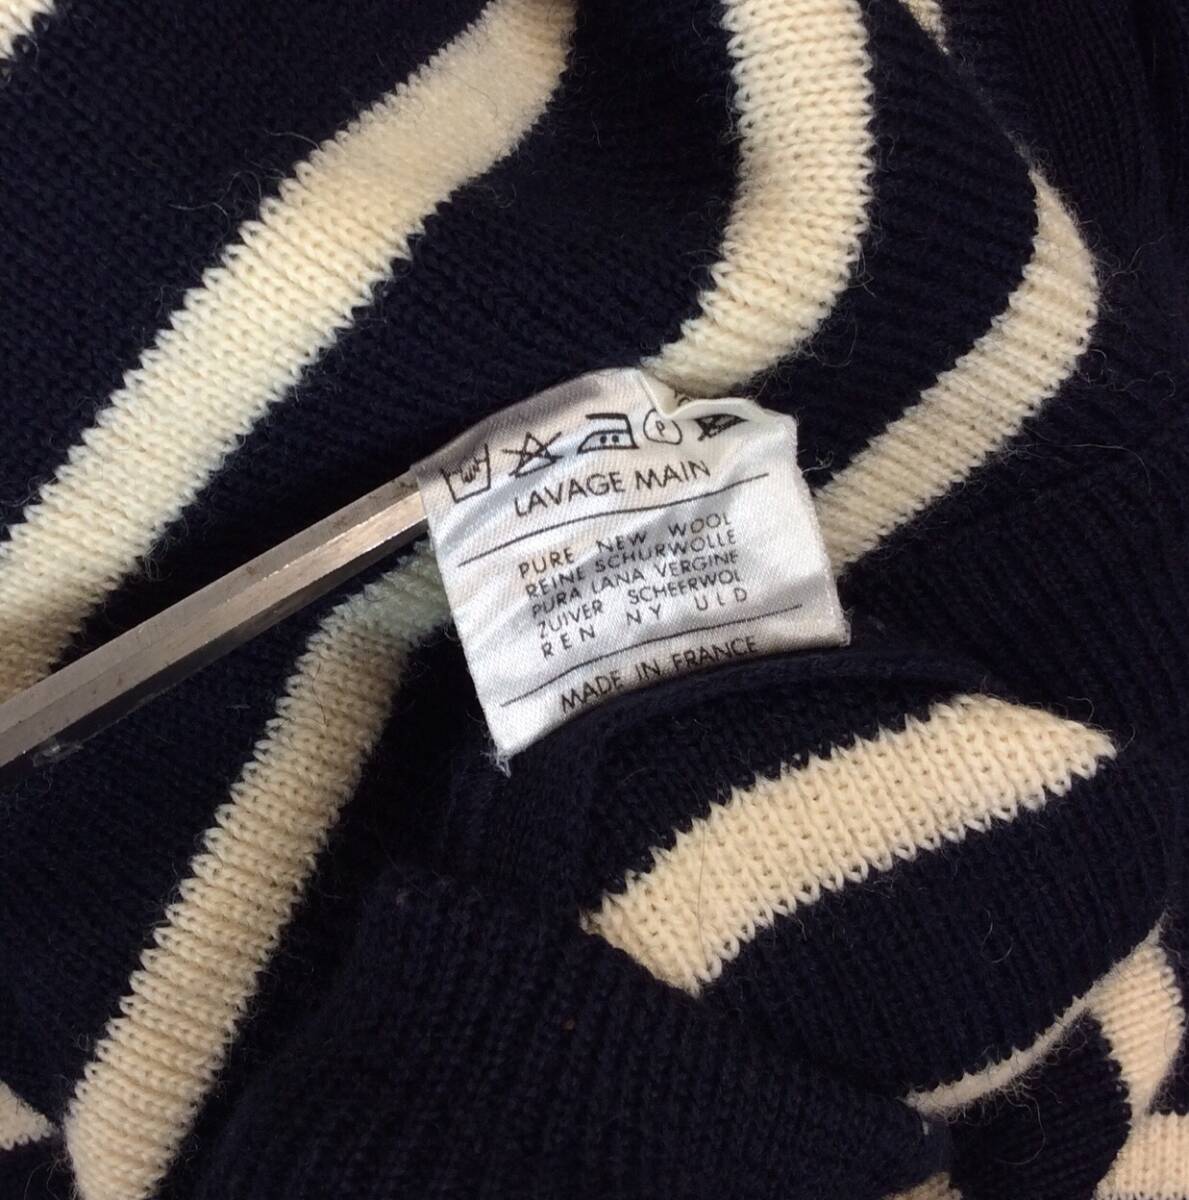 P
LAVAGE MAIN
PURE NEW WOOL
REINE SCHURWOLLE
PURA LANA VERGINE
ZUIVER SCHEERWOL
REN NY ULD
MADE IN FRANCE